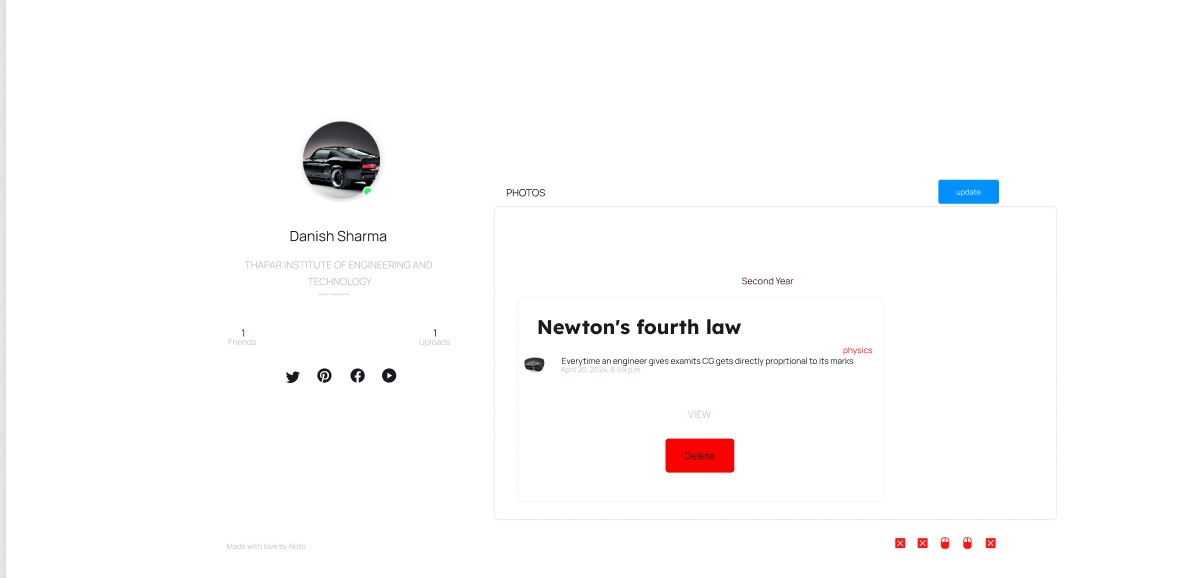 Danish Sharma
THAPAR INSTITUTE OF ENGINEERING AND
TECHNOLOGY
1
Friends
1
Uploads
PHOTOS
update
Second Year
Newton's fourth law
physics
Everytime an engineer gives examits CG gets directly proprtional to its marks
April 20, 2024, 6:59 p.m.
VIEW
Delete
Made with love by Noto